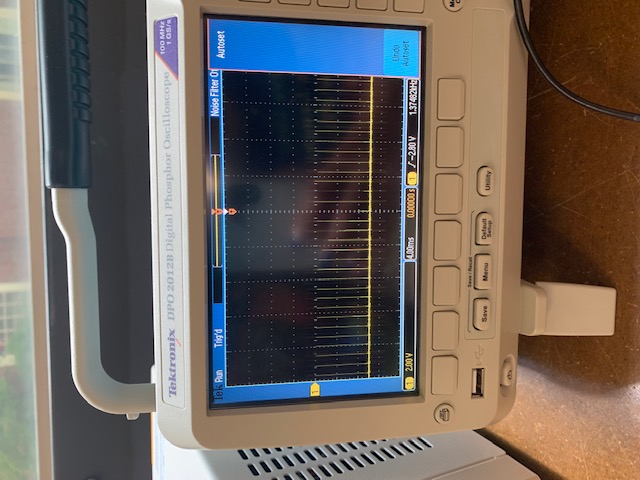 Tektronix DPO 2012B Digital Phosphor Oscilloscope
100 MHz
1 GS/s
Tek Run Trig'd Noise Filter Of
Autoset
1
Undo
Autoset
1 2.00 V 4.00ms 0.00000 s 1 -2.80 V 1.37482kHz
Save / Recall
Save Menu Default Setup Utility